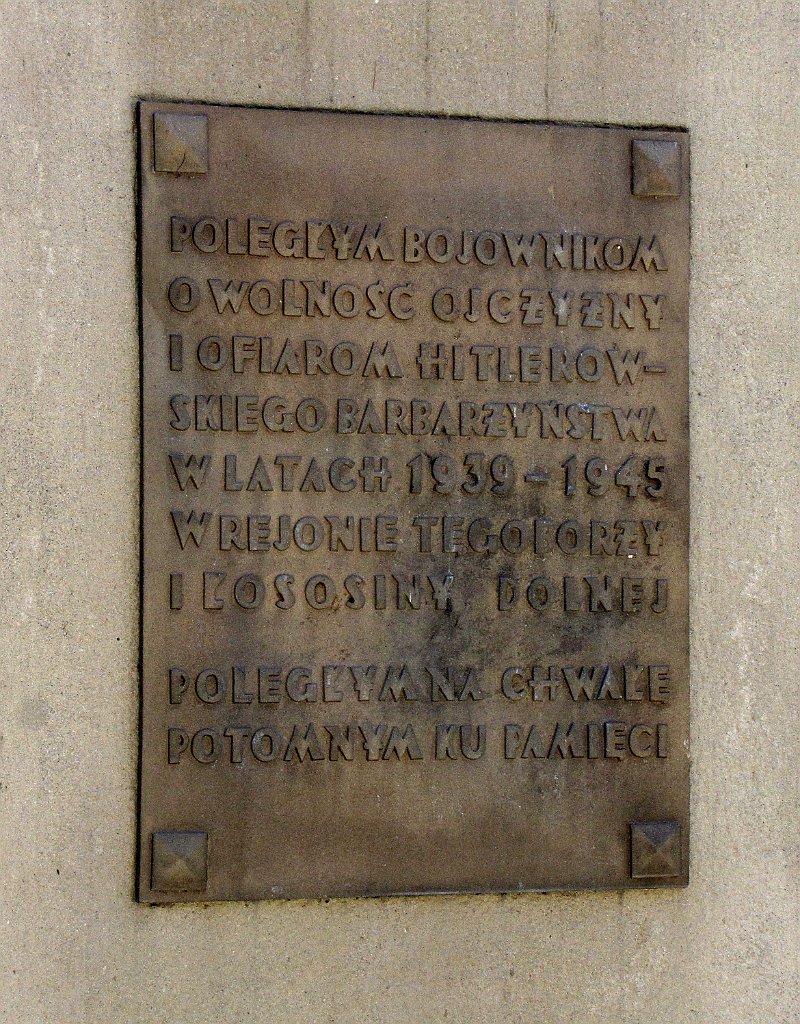 POLEGŁYM BOJOWNIKOM
O WOLNOŚĆ OJCZYZNY
I OFIAROM HITLEROW-
SKIEGO BARBARZYŃSTWA
W LATACH 1939-1945
W REJONIE TEGOBORZY
I ŁOSOSINY DOLNEJ
POLEGŁYM NA CHWAŁĘ
POTOMNYM KU PAMIĘCI